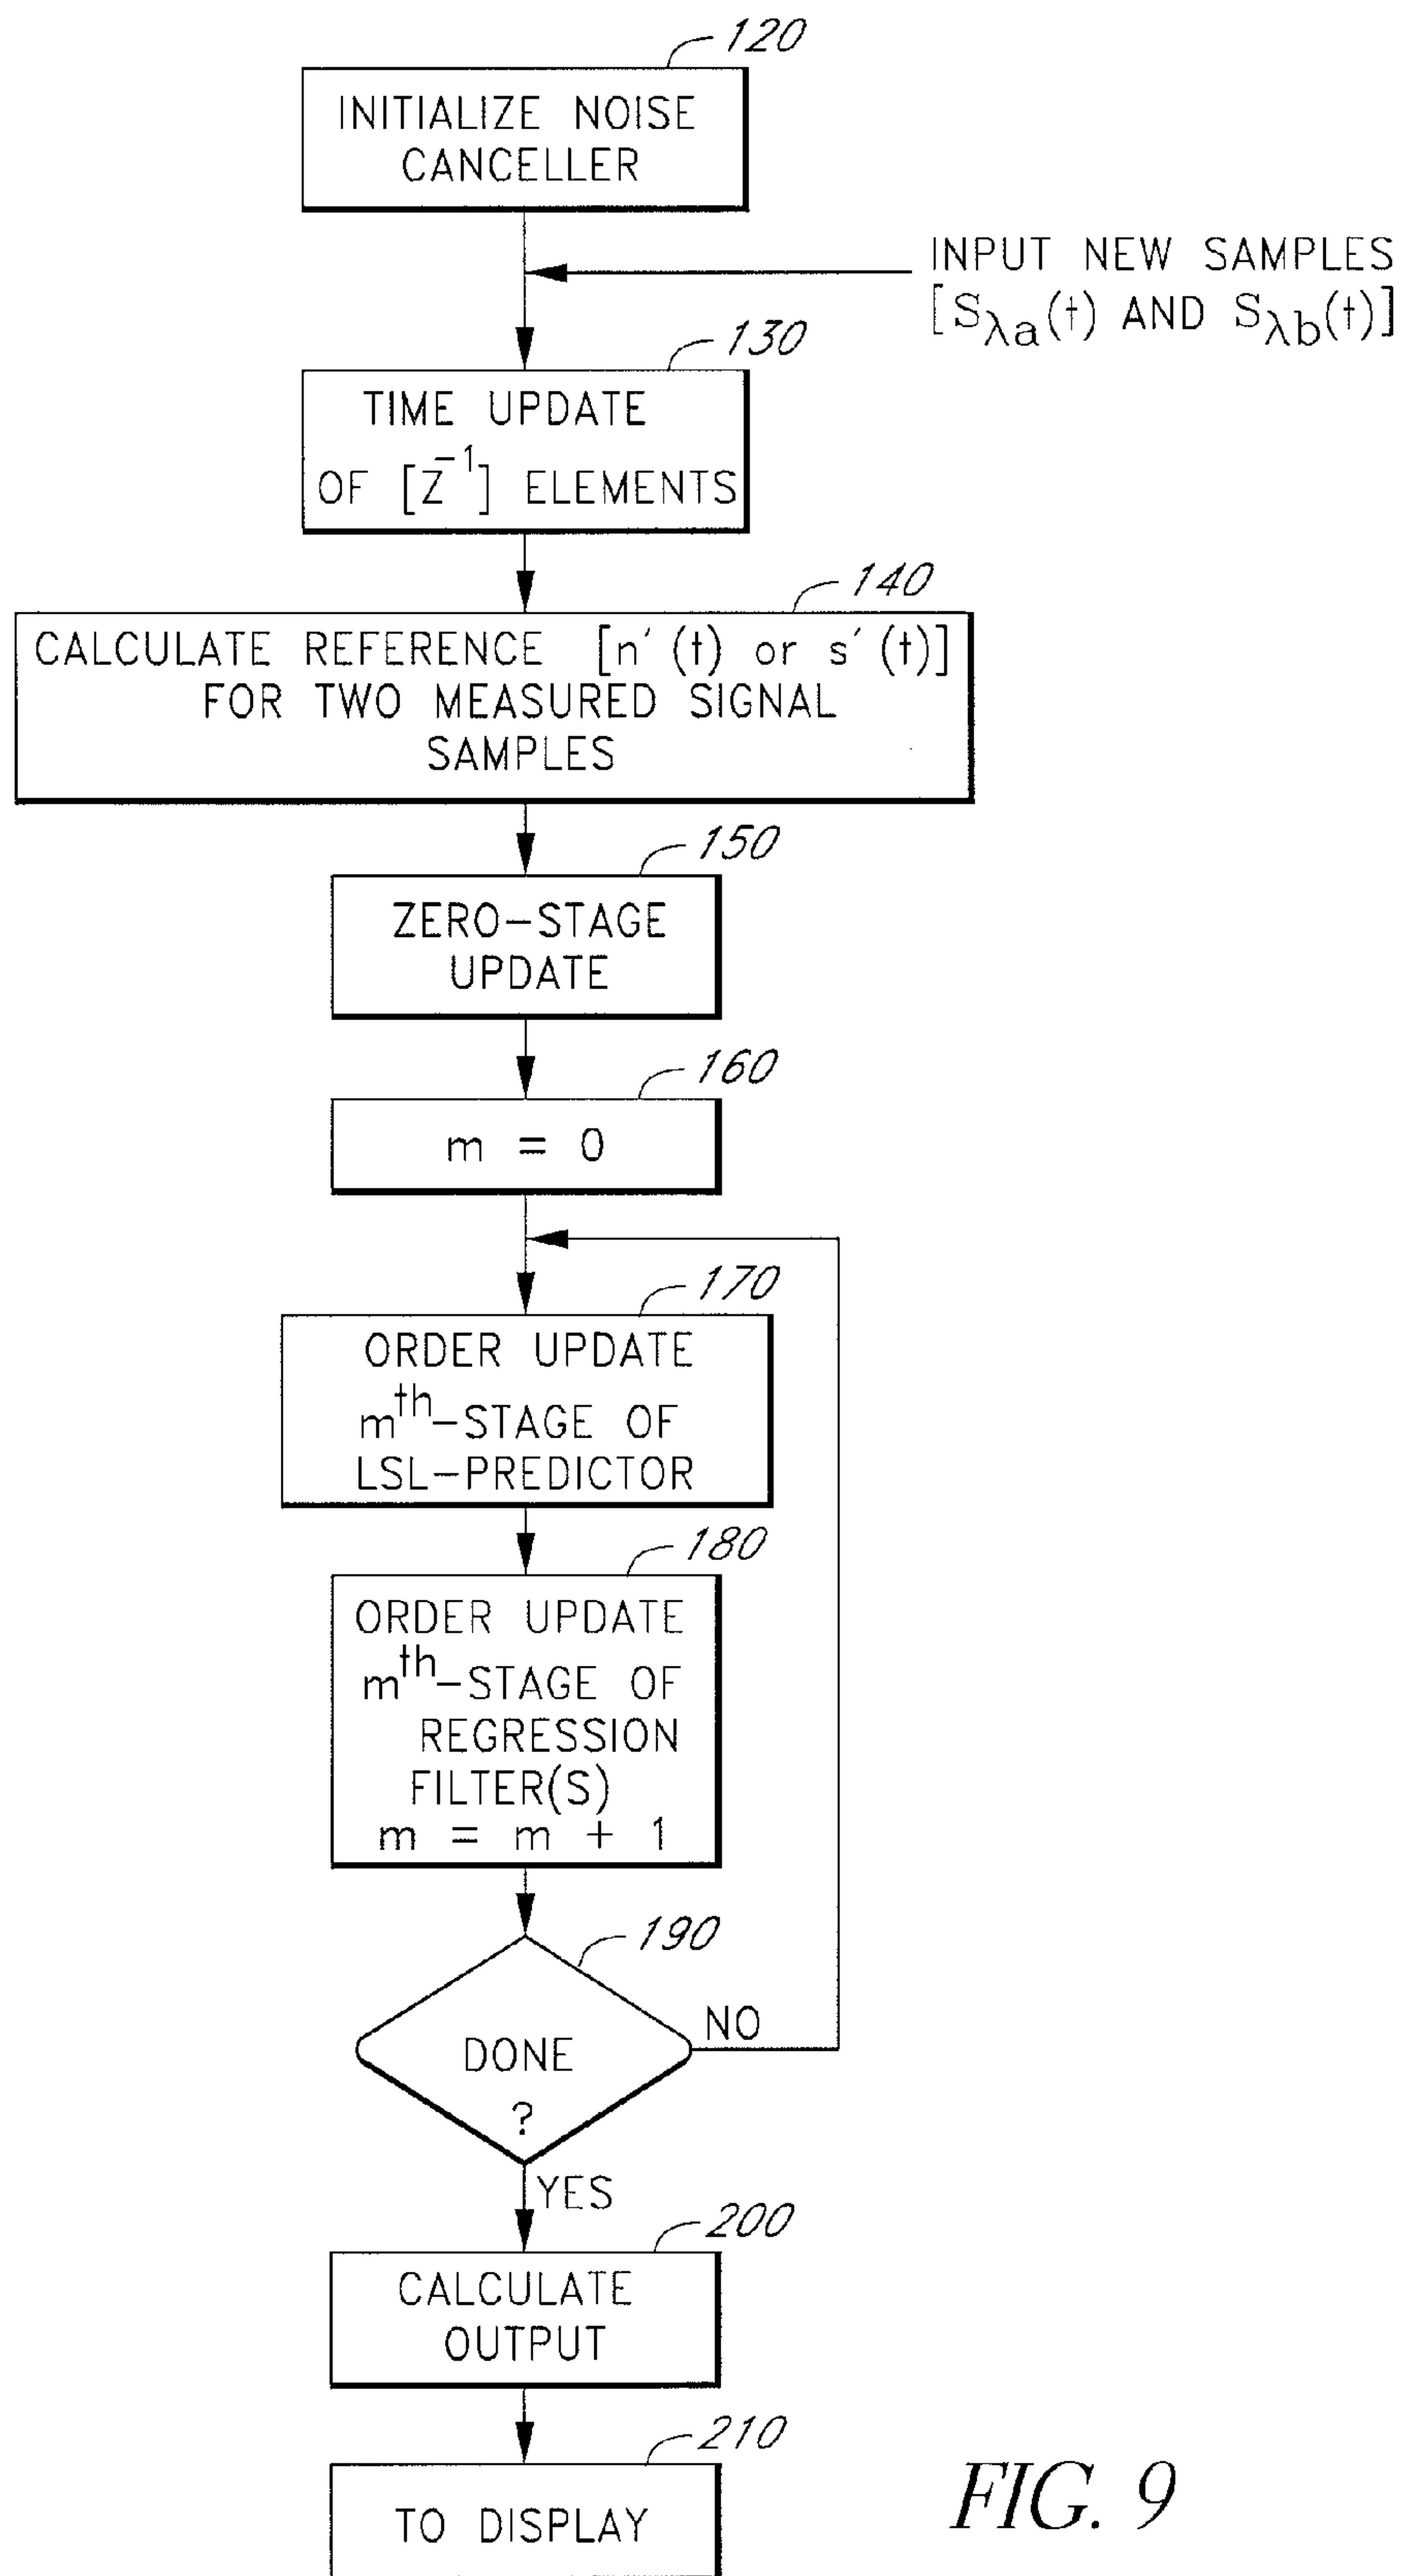 120
INITIALIZE NOISE
CANCELLER
INPUT NEW SAMPLES
[S_λa(t) AND S_λb(t)]
130
TIME UPDATE
OF [Z⁻¹] ELEMENTS
140
CALCULATE REFERENCE [n′(t) or s′(t)]
FOR TWO MEASURED SIGNAL
SAMPLES
150
ZERO-STAGE
UPDATE
160
m = 0
170
ORDER UPDATE
mᵗʰ-STAGE OF
LSL-PREDICTOR
180
ORDER UPDATE
mᵗʰ-STAGE OF
REGRESSION
FILTER(S)
m = m + 1
190
DONE
?
NO
YES
200
CALCULATE
OUTPUT
210
TO DISPLAY
FIG. 9